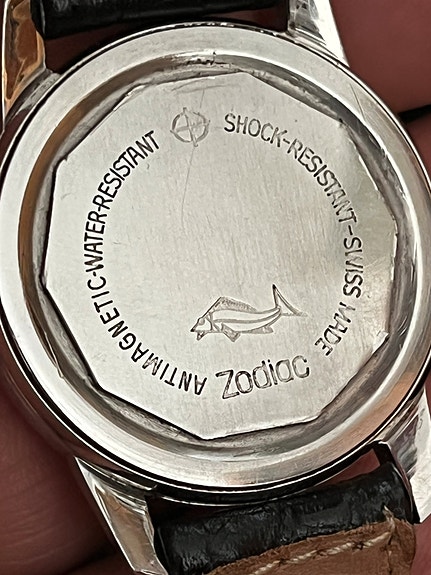 ANTIMAGNETIC-WATER-RESISTANT
SHOCK-RESISTANT-SWISS MADE
Zodiac